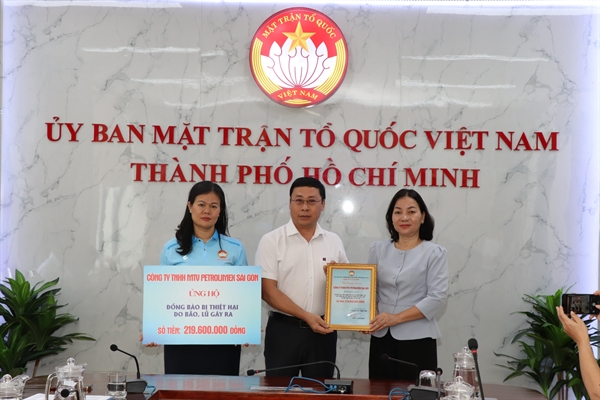 MẶT TRẬN TỔ QUỐC
VIỆT NAM
ỦY BAN MẶT TRẬN TỔ QUỐC VIỆT NAM
THÀNH PHỐ HỒ CHÍ MINH
CÔNG TY TNHH MTV PETROLIMEX SÀI GÒN
ỦNG HỘ
ĐỒNG BÀO BỊ THIỆT HẠI
DO BÃO, LŨ GÂY RA
SỐ TIỀN: 219.600.000 ĐỒNG